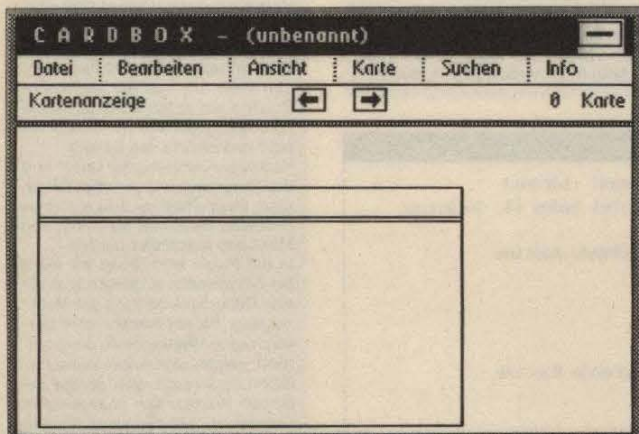 C A R D B O X - (unbenannt)
Datei Bearbeiten Ansicht Karte Suchen Info
Kartenanzeige 0 Karte